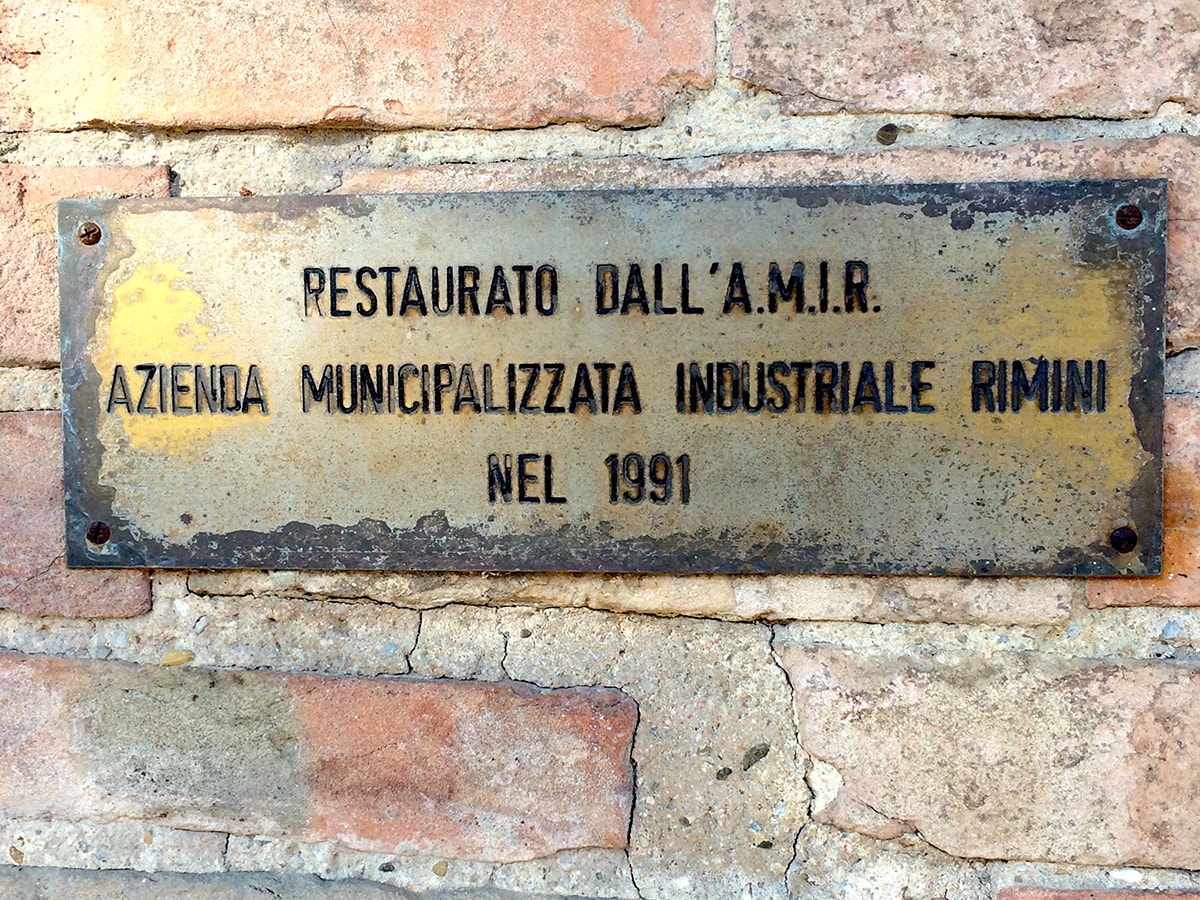 RESTAURATO DALL'A.M.I.R.
AZIENDA MUNICIPALIZZATA INDUSTRIALE RIMINI
NEL 1991